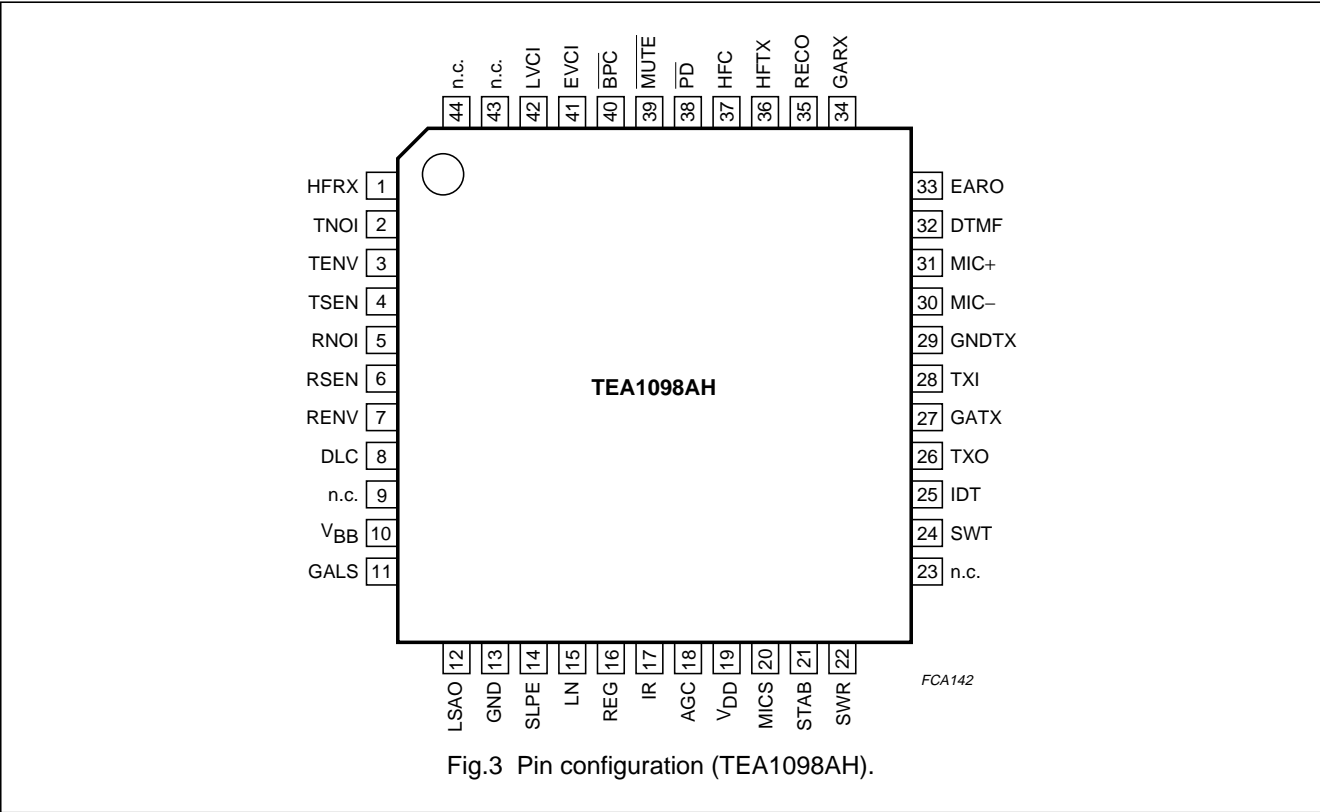 44 n.c.
43 n.c.
42 LVCI
41 EVCI
40 BPC
39 MUTE
38 PD
37 HFC
36 HFTX
35 RECO
34 GARX
HFRX 1
TNOI 2
TENV 3
TSEN 4
RNOI 5
RSEN 6
RENV 7
DLC 8
n.c. 9
VBB 10
GALS 11
TEA1098AH
33 EARO
32 DTMF
31 MIC+
30 MIC−
29 GNDTX
28 TXI
27 GATX
26 TXO
25 IDT
24 SWT
23 n.c.
12 LSAO
13 GND
14 SLPE
15 LN
16 REG
17 IR
18 AGC
19 VDD
20 MICS
21 STAB
22 SWR
FCA142
Fig.3 Pin configuration (TEA1098AH).